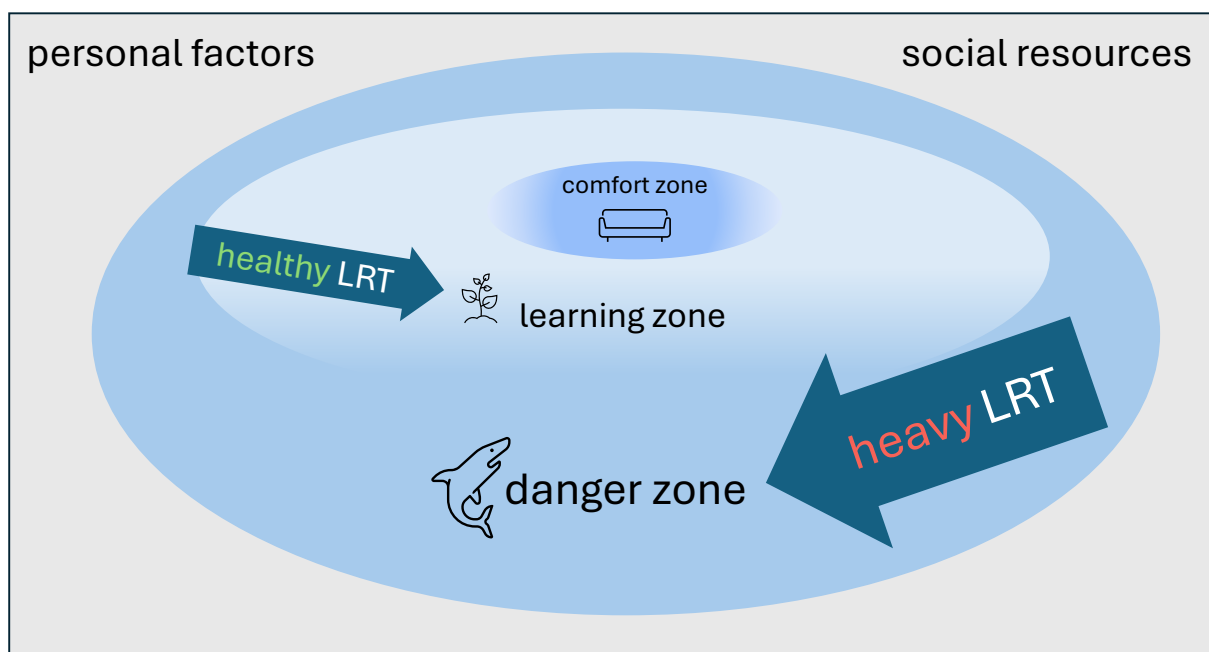 personal factors
social resources
comfort zone
healthy LRT
learning zone
heavy LRT
danger zone